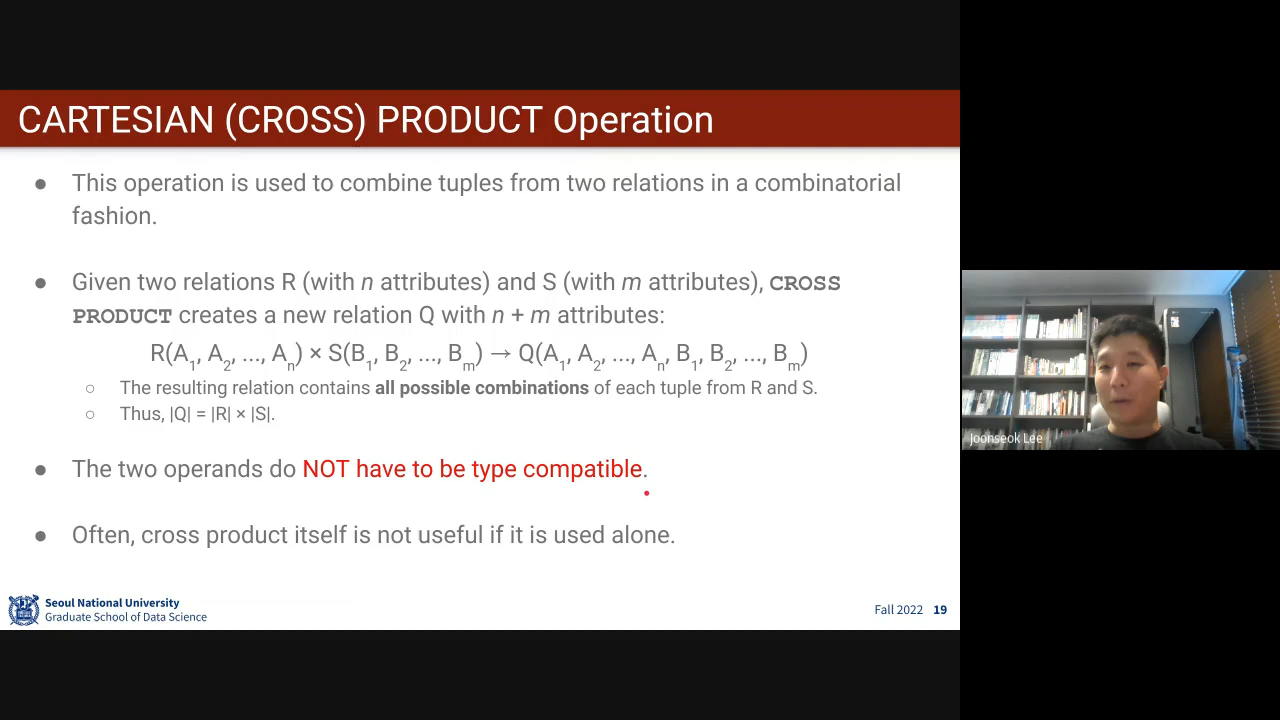 CARTESIAN (CROSS) PRODUCT Operation
● This operation is used to combine tuples from two relations in a combinatorial
fashion.
● Given two relations R (with n attributes) and S (with m attributes), CROSS
PRODUCT creates a new relation Q with n + m attributes:
R(A₁, A₂, ..., Aₙ) × S(B₁, B₂, ..., Bₘ) → Q(A₁, A₂, ..., Aₙ, B₁, B₂, ..., Bₘ)
○ The resulting relation contains all possible combinations of each tuple from R and S.
○ Thus, |Q| = |R| × |S|.
● The two operands do NOT have to be type compatible.
● Often, cross product itself is not useful if it is used alone.
Seoul National University
Graduate School of Data Science
Fall 2022 19
Joonseok Lee